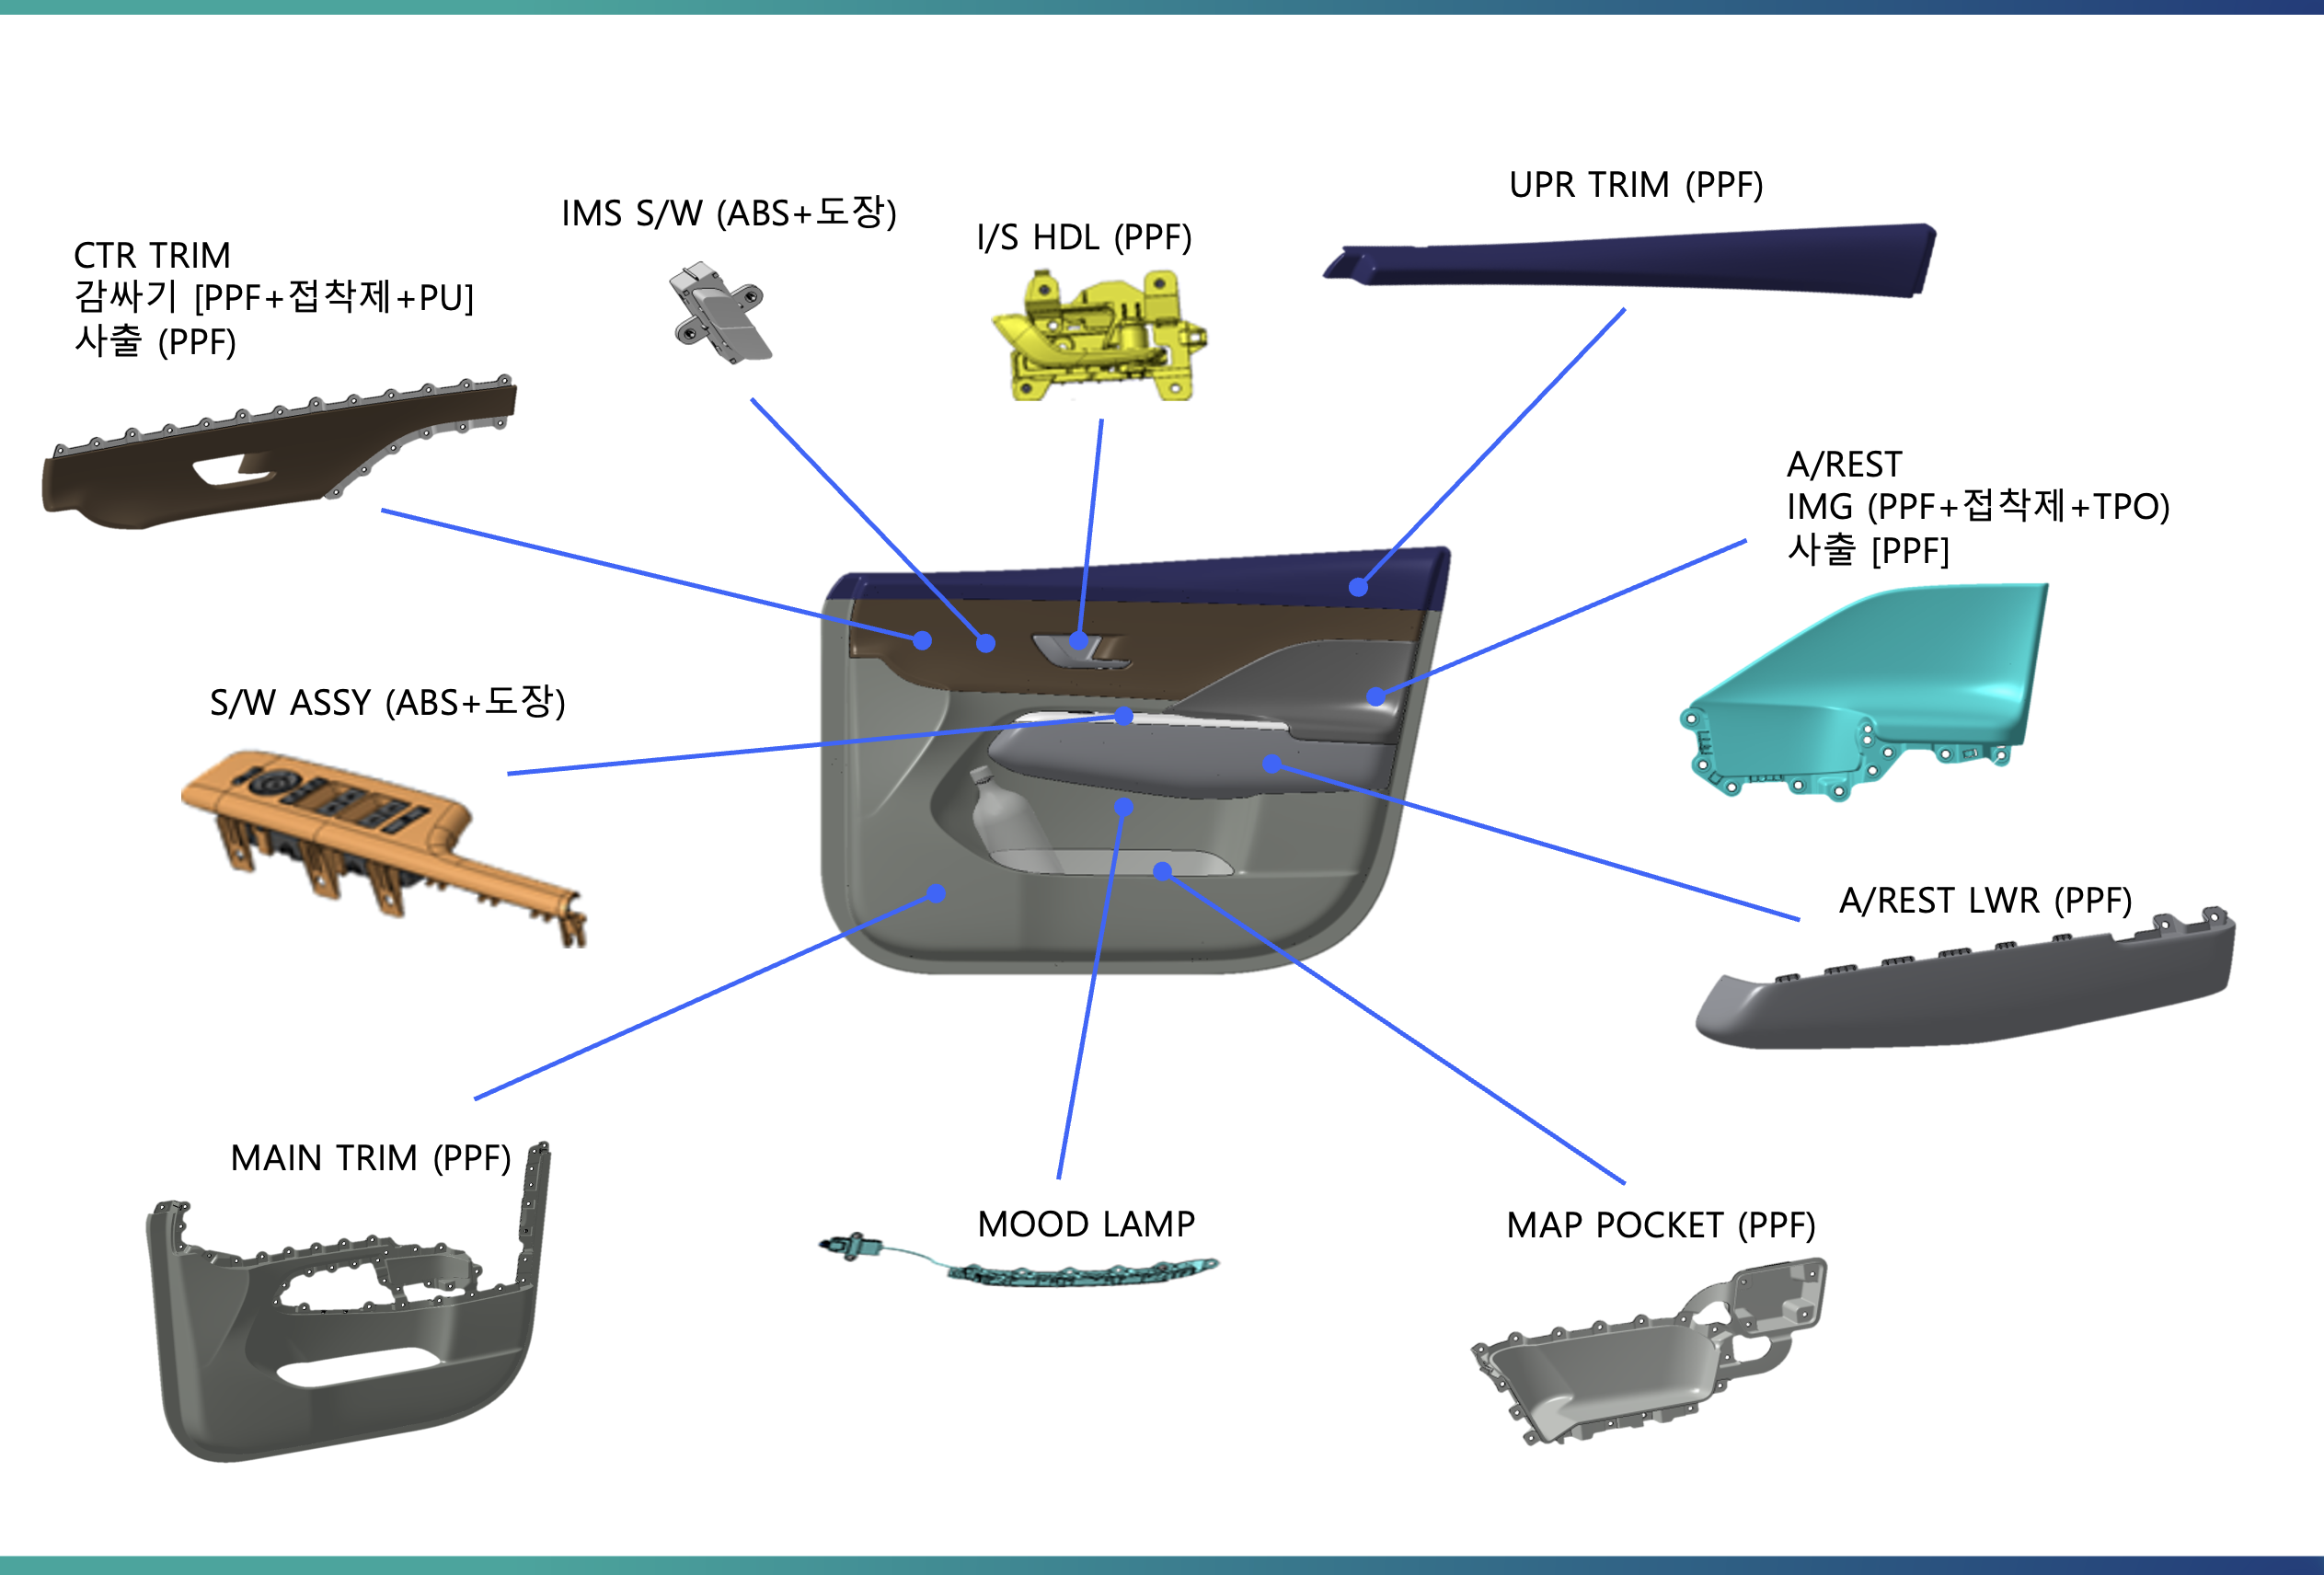 UPR TRIM (PPF)
IMS S/W (ABS+도장)
I/S HDL (PPF)
CTR TRIM
감싸기 [PPF+접착제+PU]
사출 (PPF)
A/REST
IMG (PPF+접착제+TPO)
사출 [PPF]
S/W ASSY (ABS+도장)
A/REST LWR (PPF)
MAIN TRIM (PPF)
MOOD LAMP
MAP POCKET (PPF)